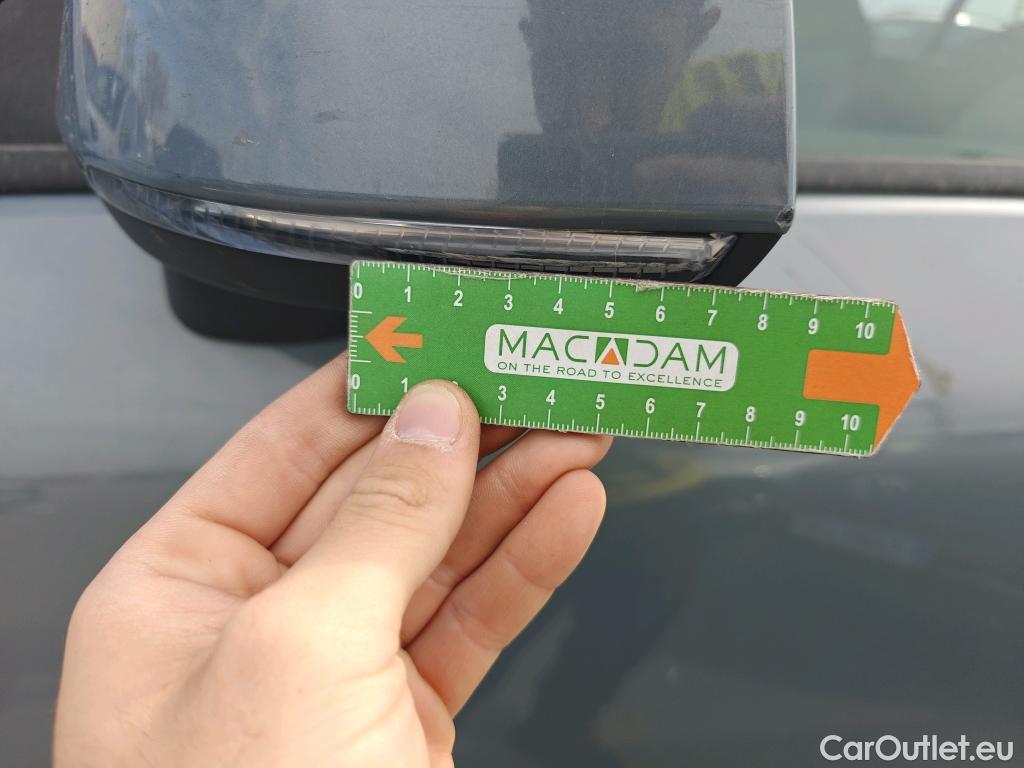 0 1 2 3 4 5 6 7 8 9 10
MACADAM
ON THE ROAD TO EXCELLENCE
0 1 2 3 4 5 6 7 8 9 10
CarOutlet.eu